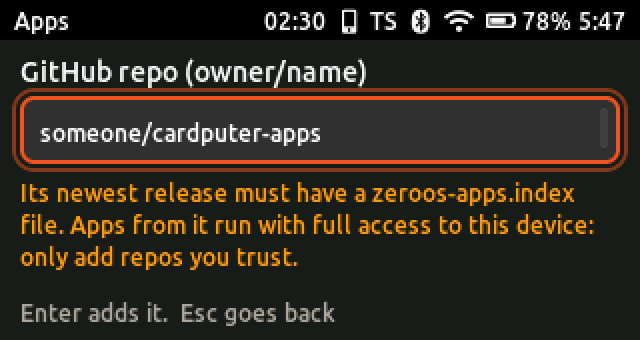 Apps 02:30 TS 78% 5:47
GitHub repo (owner/name)
someone/cardputer-apps
Its newest release must have a zeroos-apps.index
file. Apps from it run with full access to this device:
only add repos you trust.
Enter adds it. Esc goes back